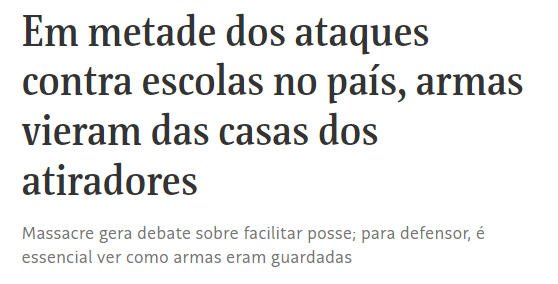 Em metade dos ataques
contra escolas no país, armas
vieram das casas dos
atiradores
Massacre gera debate sobre facilitar posse; para defensor, é
essencial ver como armas eram guardadas